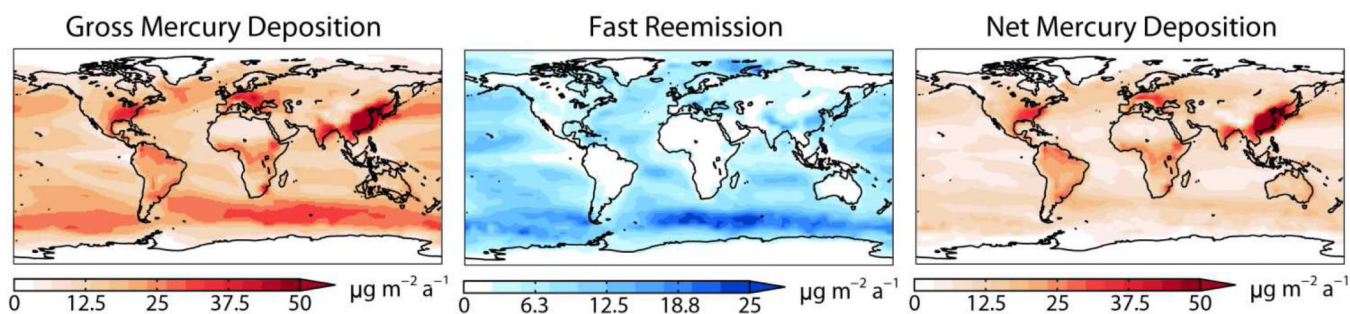 Gross Mercury Deposition
Fast Reemission
Net Mercury Deposition
0 12.5 25 37.5 50 µg m⁻² a⁻¹
0 6.3 12.5 18.8 25 µg m⁻² a⁻¹
0 12.5 25 37.5 50 µg m⁻² a⁻¹